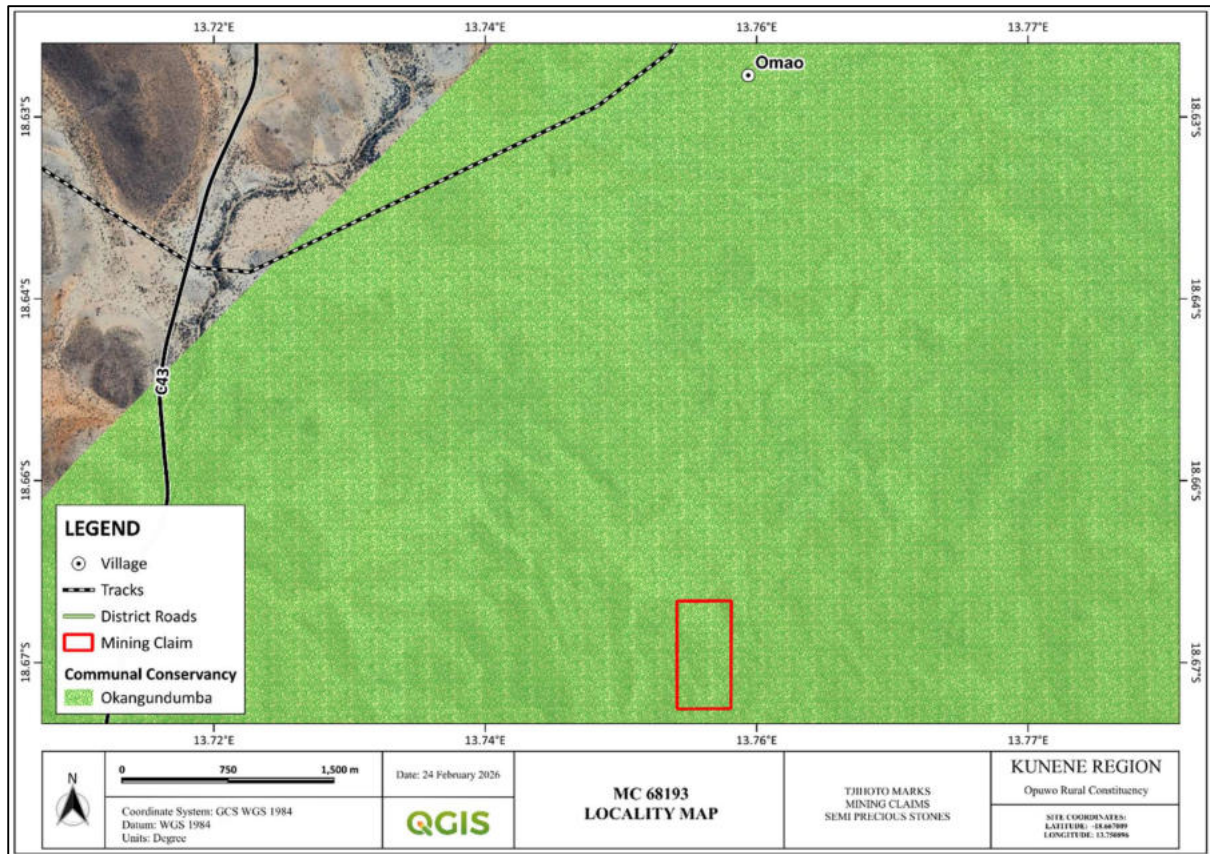 13.72°E 13.74°E 13.76°E 13.77°E
Omao
18.63°S 18.63°S
18.64°S 18.64°S
C43
18.66°S 18.66°S
LEGEND
Village
Tracks
District Roads
Mining Claim
Communal Conservancy
Okangundumba
18.67°S 18.67°S
13.72°E 13.74°E 13.76°E 13.77°E
N
0 750 1,500 m
Coordinate System: GCS WGS 1984
Datum: WGS 1984
Units: Degree
Date: 24 February 2026
QGIS
MC 68193
LOCALITY MAP
TJIHOTO MARKS
MINING CLAIMS
SEMI PRECIOUS STONES
KUNENE REGION
Opuwo Rural Constituency
SITE COORDINATES:
LATITUDE:
LONGITUDE: